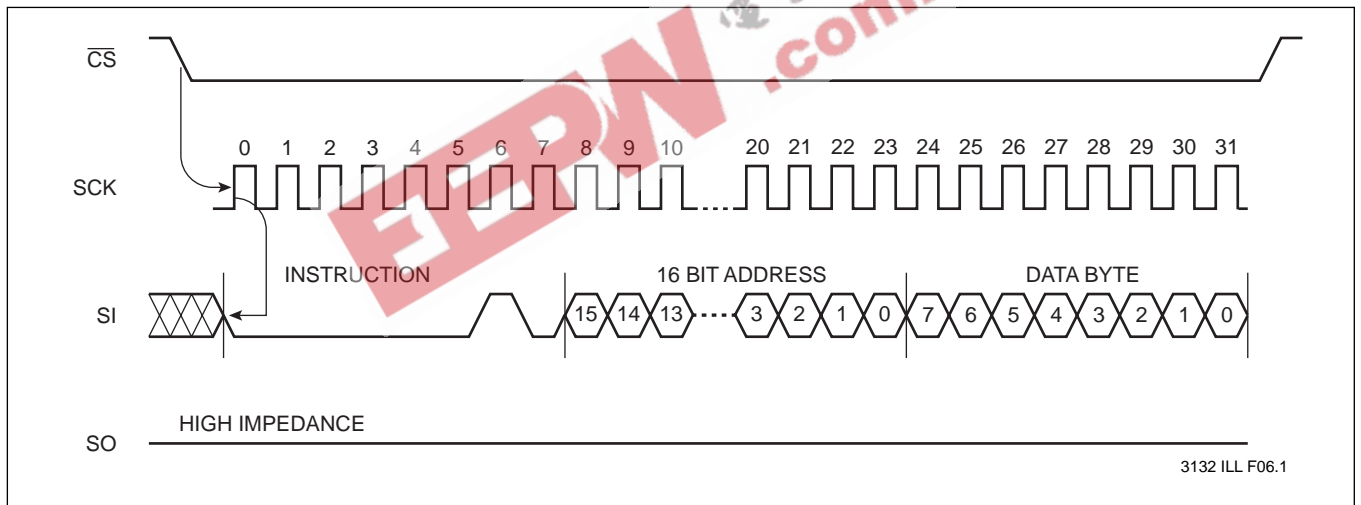 CS
0 1 2 3 4 5 6 7 8 9 10 20 21 22 23 24 25 26 27 28 29 30 31
SCK
INSTRUCTION 16 BIT ADDRESS DATA BYTE
SI 15 14 13 3 2 1 0 7 6 5 4 3 2 1 0
HIGH IMPEDANCE
SO
3132 ILL F06.1
EEPW .com